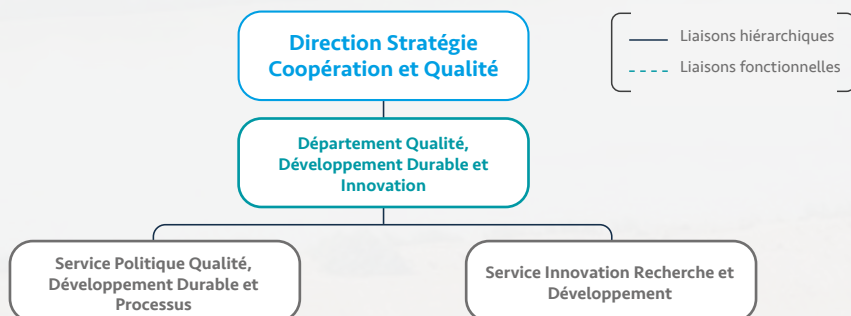 Direction Stratégie
Coopération et Qualité
Liaisons hiérarchiques
Liaisons fonctionnelles
Département Qualité,
Développement Durable et
Innovation
Service Politique Qualité,
Développement Durable et
Processus
Service Innovation Recherche et
Développement